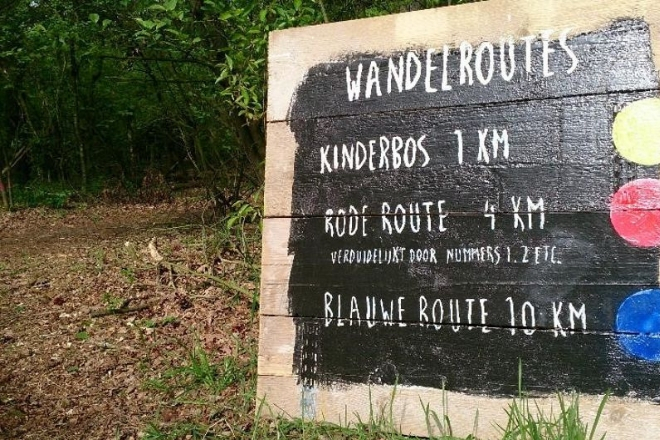 WANDELROUTES
KINDERBOS 1 KM
RODE ROUTE 4 KM
VERDUIDELIJKT DOOR NUMMERS 1. 2 ETC.
BLAUWE ROUTE 10 KM